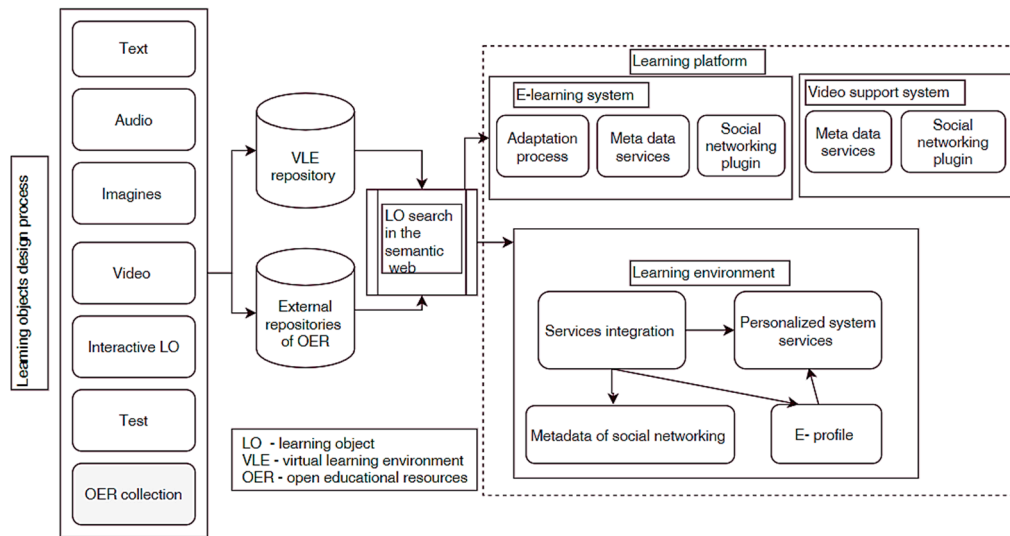 Learning objects design process
Text
Audio
Imagines
Video
Interactive LO
Test
OER collection
VLE
repository
External
repositories
of OER
LO search
in the
semantic
web
LO - learning object
VLE - virtual learning environment
OER - open educational resources
Learning platform
E-learning system
Adaptation
process
Meta data
services
Social
networking
plugin
Video support system
Meta data
services
Social
networking
plugin
Learning environment
Services integration
Personalized system
services
Metadata of social networking
E- profile